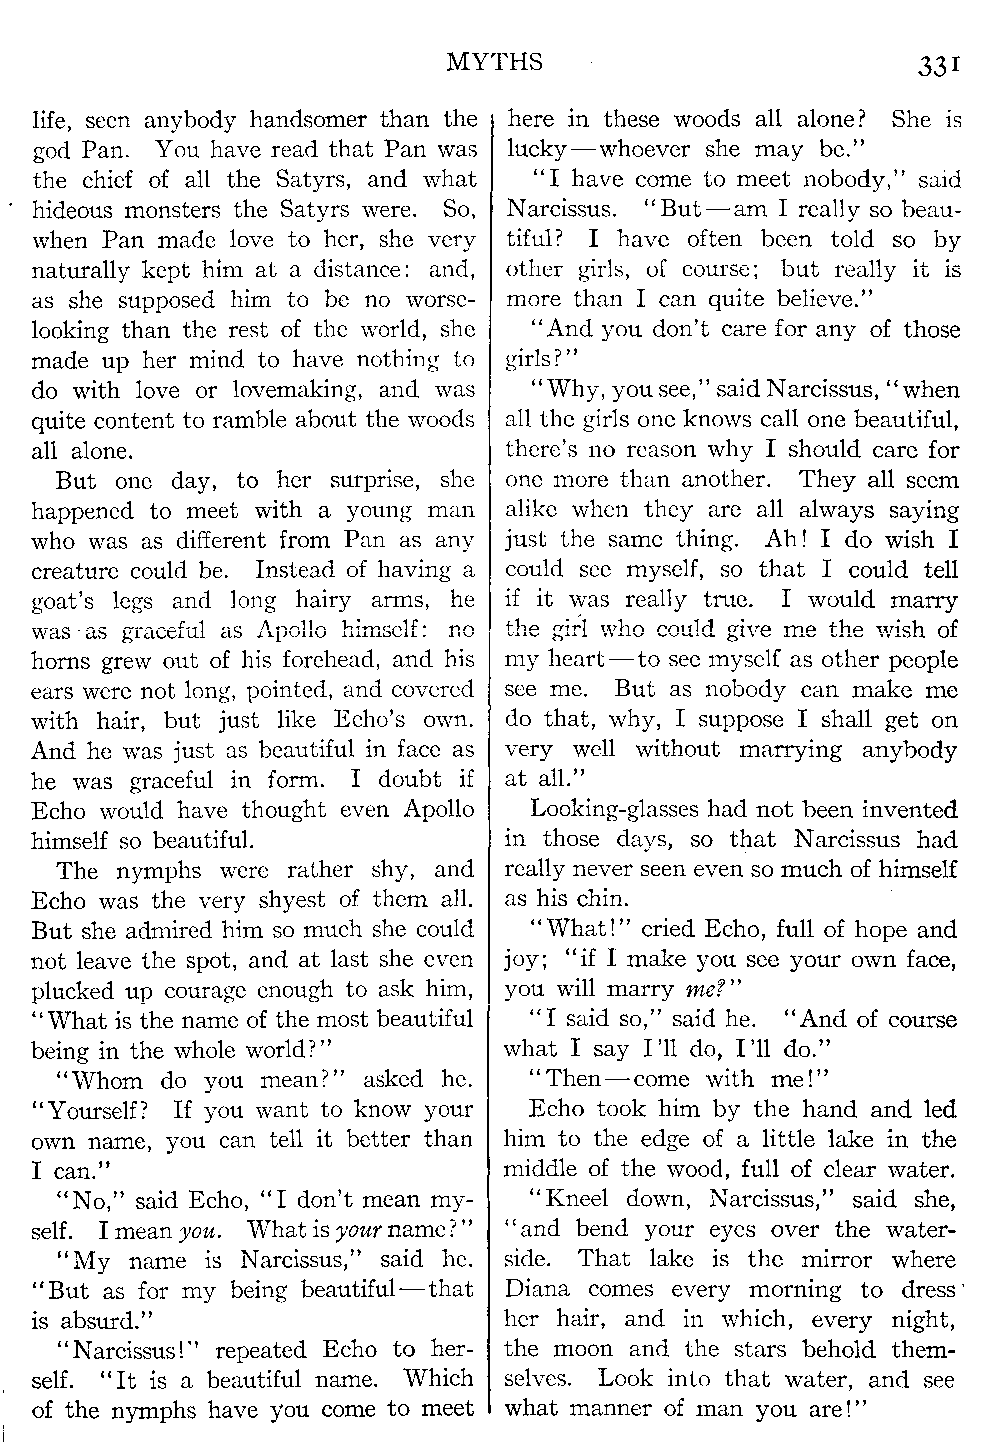 MYTHS 331
life, seen anybody handsomer than the
god Pan. You have read that Pan was
the chief of all the Satyrs, and what
hideous monsters the Satyrs were. So,
when Pan made love to her, she very
naturally kept him at a distance: and,
as she supposed him to be no worse-
looking than the rest of the world, she
made up her mind to have nothing to
do with love or lovemaking, and was
quite content to ramble about the woods
all alone.
But one day, to her surprise, she
happened to meet with a young man
who was as different from Pan as any
creature could be. Instead of having a
goat's legs and long hairy arms, he
was as graceful as Apollo himself: no
horns grew out of his forehead, and his
ears were not long, pointed, and covered
with hair, but just like Echo's own.
And he was just as beautiful in face as
he was graceful in form. I doubt if
Echo would have thought even Apollo
himself so beautiful.
The nymphs were rather shy, and
Echo was the very shyest of them all.
But she admired him so much she could
not leave the spot, and at last she even
plucked up courage enough to ask him,
"What is the name of the most beautiful
being in the whole world?"
"Whom do you mean?" asked he.
"Yourself? If you want to know your
own name, you can tell it better than
I can."
"No," said Echo, "I don't mean my-
self. I mean you. What is your name?"
"My name is Narcissus," said he.
"But as for my being beautiful—that
is absurd."
"Narcissus!" repeated Echo to her-
self. "It is a beautiful name. Which
of the nymphs have you come to meet
here in these woods all alone? She is
lucky—whoever she may be."
"I have come to meet nobody," said
Narcissus. "But—am I really so beau-
tiful? I have often been told so by
other girls, of course; but really it is
more than I can quite believe."
"And you don't care for any of those
girls?"
"Why, you see," said Narcissus, "when
all the girls one knows call one beautiful,
there's no reason why I should care for
one more than another. They all seem
alike when they are all always saying
just the same thing. Ah! I do wish I
could see myself, so that I could tell
if it was really true. I would marry
the girl who could give me the wish of
my heart—to see myself as other people
see me. But as nobody can make me
do that, why, I suppose I shall get on
very well without marrying anybody
at all."
Looking-glasses had not been invented
in those days, so that Narcissus had
really never seen even so much of himself
as his chin.
"What!" cried Echo, full of hope and
joy; "if I make you see your own face,
you will marry me?"
"I said so," said he. "And of course
what I say I'll do, I'll do."
"Then—come with me!"
Echo took him by the hand and led
him to the edge of a little lake in the
middle of the wood, full of clear water.
"Kneel down, Narcissus," said she,
"and bend your eyes over the water-
side. That lake is the mirror where
Diana comes every morning to dress
her hair, and in which, every night,
the moon and the stars behold them-
selves. Look into that water, and see
what manner of man you are!"